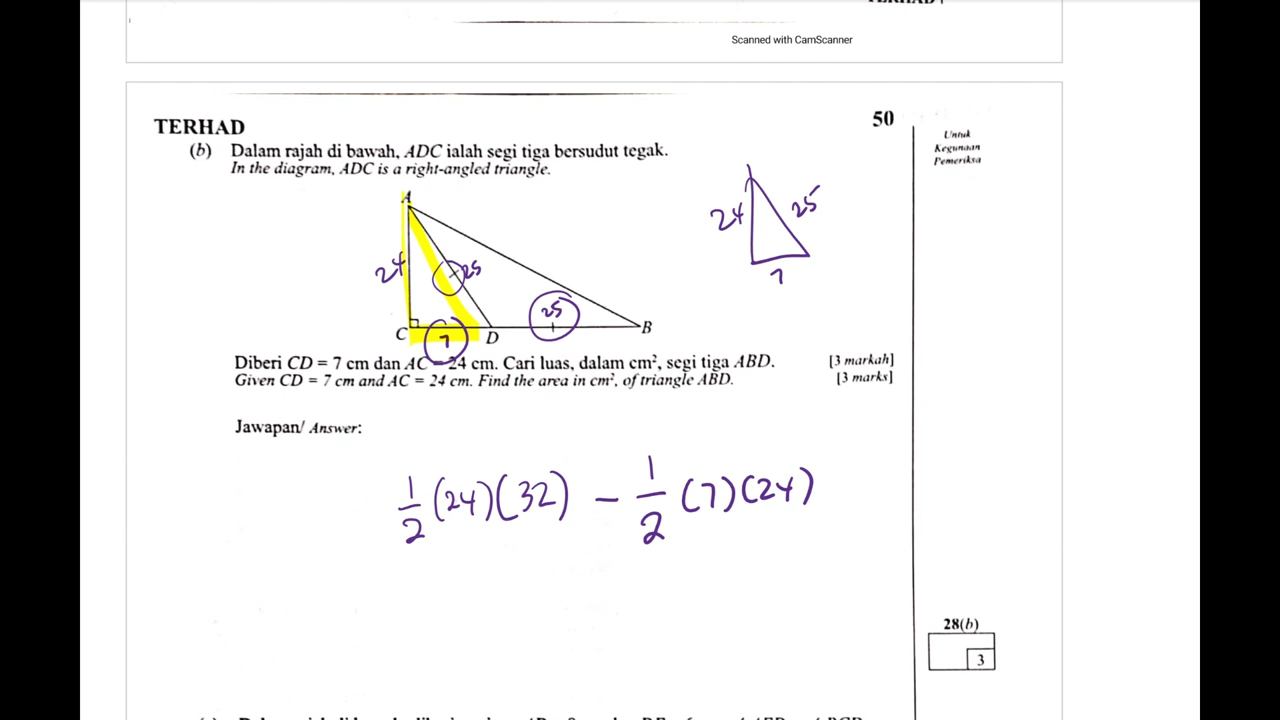 Scanned with CamScanner
TERHAD
50
Untuk
Kegunaan
Pemeriksa
(b) Dalam rajah di bawah, ADC ialah segi tiga bersudut tegak.
In the diagram, ADC is a right-angled triangle.
A
24
25
25
C
7
D
B
24
25
7
Diberi CD = 7 cm dan AC = 24 cm. Cari luas, dalam cm², segi tiga ABD. [3 markah]
Given CD = 7 cm and AC = 24 cm. Find the area in cm², of triangle ABD. [3 marks]
Jawapan/ Answer:
1/2 (24)(32) − 1/2 (7)(24)
28(b)
3